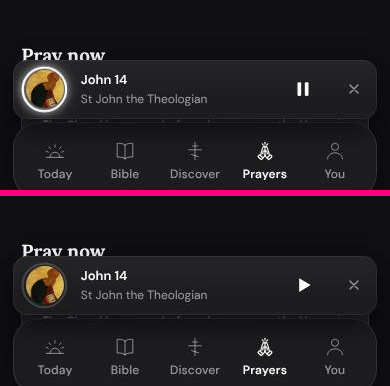 Pray now
John 14
St John the Theologian
Today
Bible
Discover
Prayers
You
Pray now
John 14
St John the Theologian
Today
Bible
Discover
Prayers
You